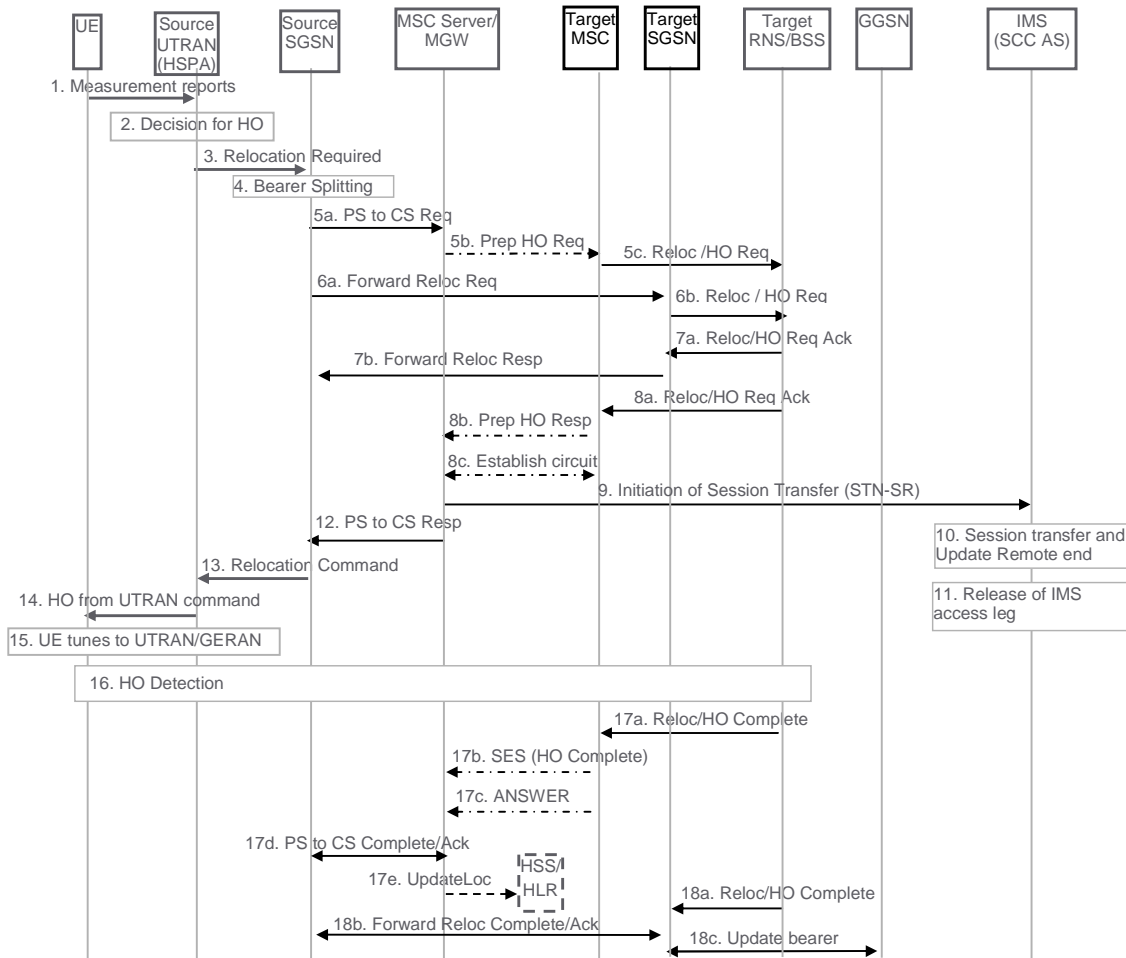 UE
Source
UTRAN
(HSPA)
Source
SGSN
MSC Server/
MGW
Target
MSC
Target
SGSN
Target
RNS/BSS
GGSN
IMS
(SCC AS)
1. Measurement reports
2. Decision for HO
3. Relocation Required
4. Bearer Splitting
5a. PS to CS Req
5b. Prep HO Req
5c. Reloc /HO Req
6a. Forward Reloc Req
6b. Reloc / HO Req
7a. Reloc/HO Req Ack
7b. Forward Reloc Resp
8a. Reloc/HO Req Ack
8b. Prep HO Resp
8c. Establish circuit
9. Initiation of Session Transfer (STN-SR)
12. PS to CS Resp
10. Session transfer and
Update Remote end
13. Relocation Command
14. HO from UTRAN command
11. Release of IMS
access leg
15. UE tunes to UTRAN/GERAN
16. HO Detection
17a. Reloc/HO Complete
17b. SES (HO Complete)
17c. ANSWER
17d. PS to CS Complete/Ack
HSS/
HLR
17e. UpdateLoc
18a. Reloc/HO Complete
18b. Forward Reloc Complete/Ack
18c. Update bearer